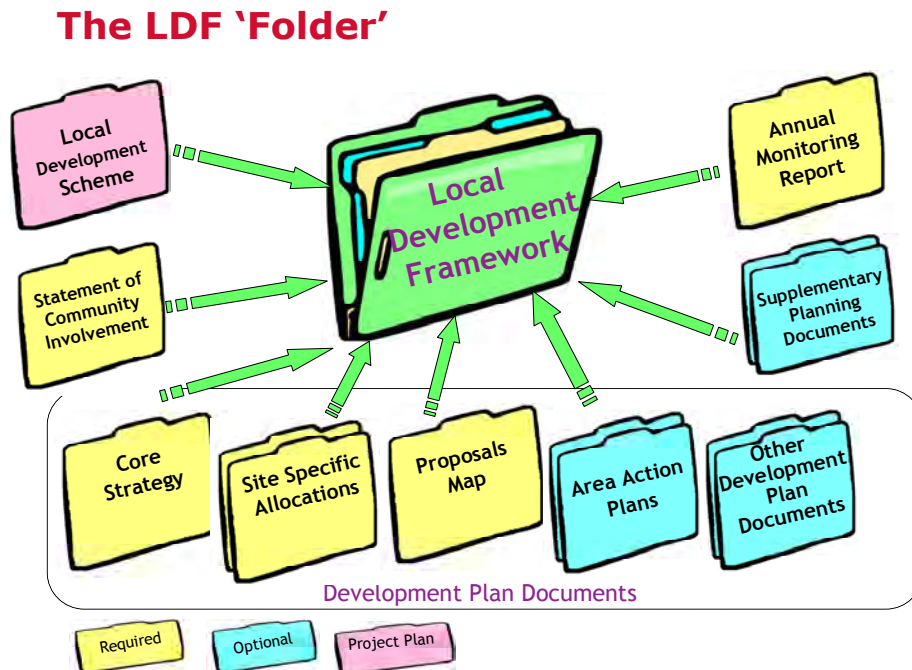 The LDF ‘Folder’
Local
Development
Scheme
Local
Development
Framework
Annual
Monitoring
Report
Statement of
Community
Involvement
Supplementary
Planning
Documents
Core
Strategy
Site Specific
Allocations
Proposals
Map
Area Action
Plans
Other
Development
Plan
Documents
Development Plan Documents
Required
Optional
Project Plan